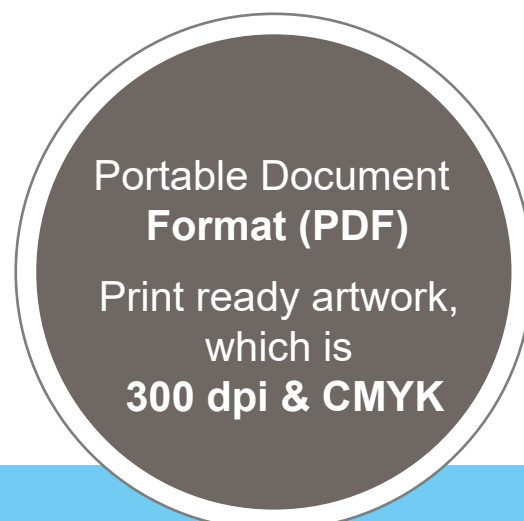 Portable Document
Format (PDF)
Print ready artwork,
which is
300 dpi & CMYK